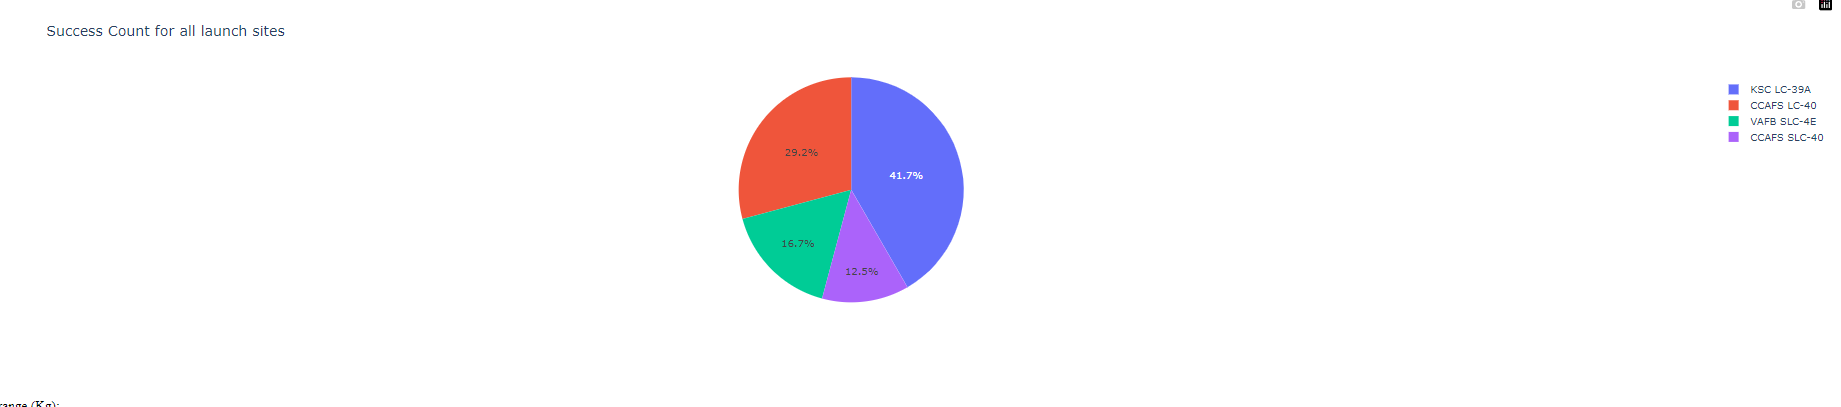 Success Count for all launch sites
KSC LC-39A
CCAFS LC-40
VAFB SLC-4E
CCAFS SLC-40
29.2%
41.7%
16.7%
12.5%
(Kg):